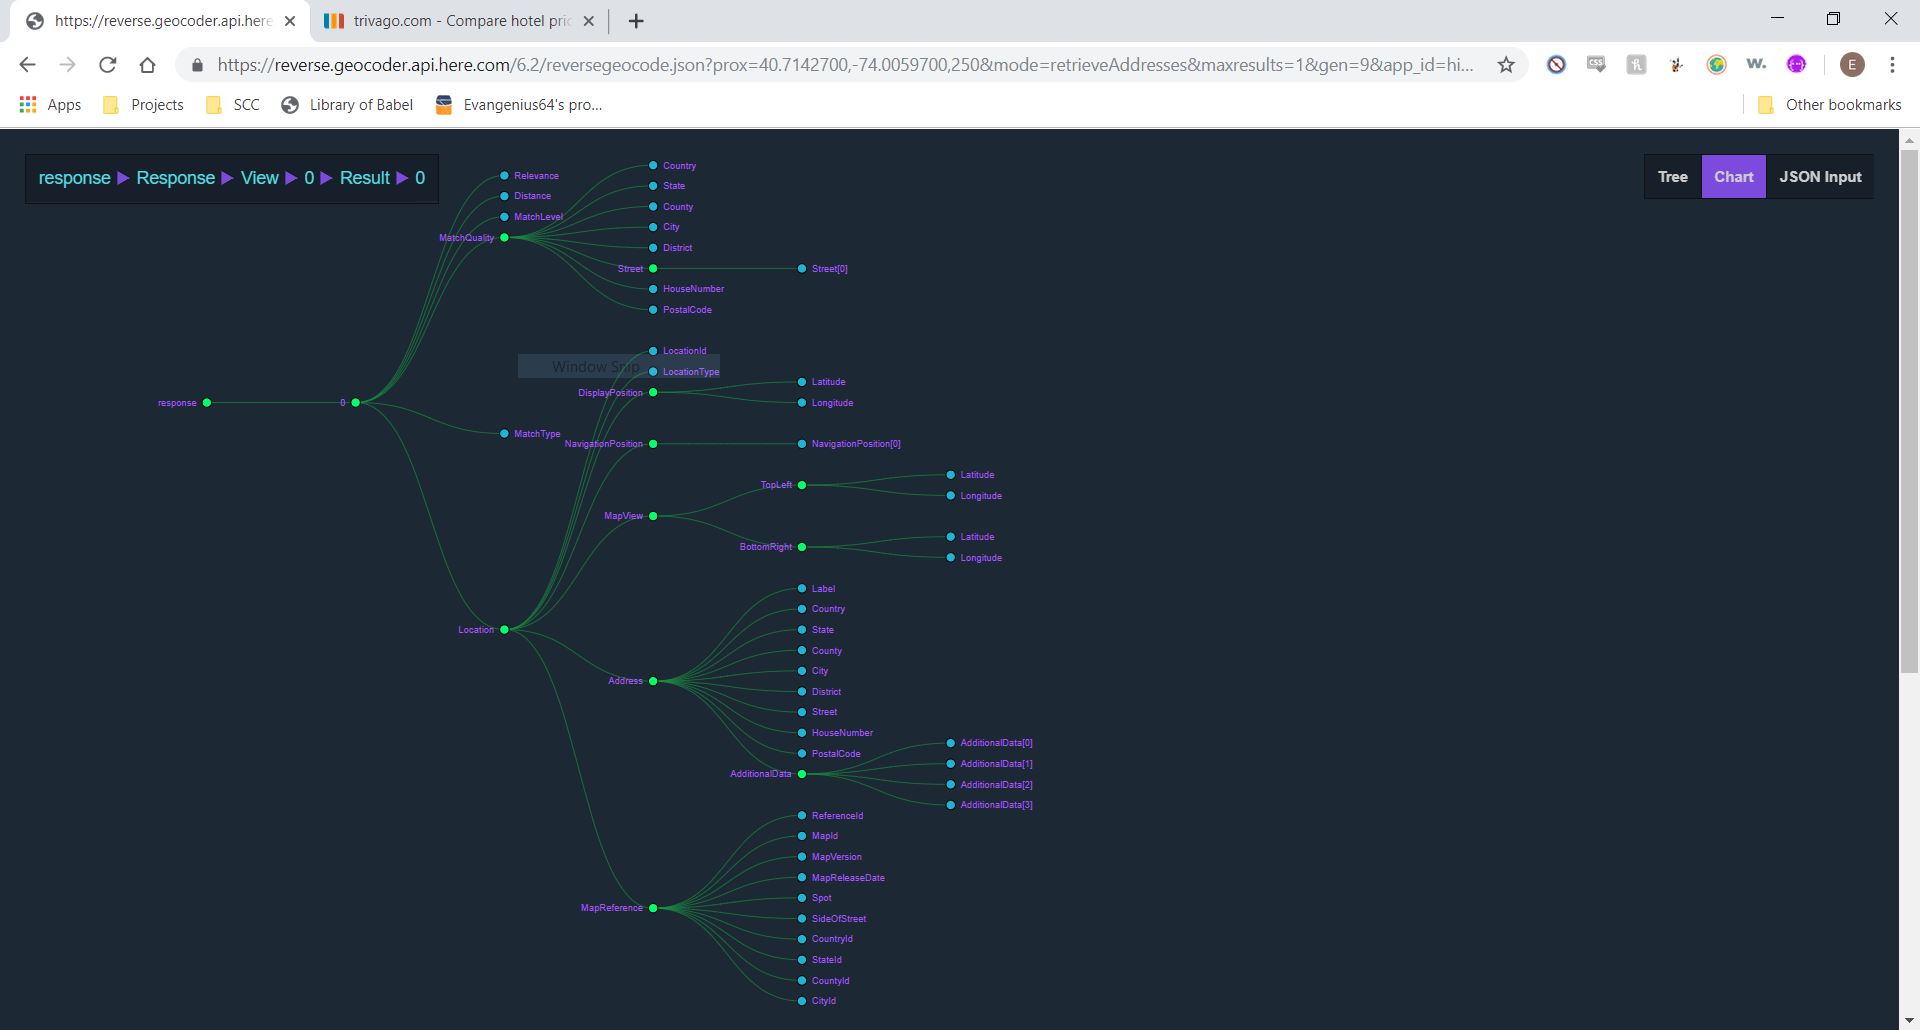 https://reverse.geocoder.api.here
trivago.com - Compare hotel pric
https://reverse.geocoder.api.here.com/6.2/reversegeocode.json?prox=40.7142700,-74.0059700,250&mode=retrieveAddresses&maxresults=1&gen=9&app_id=hi...
CSS
h
w.
E
Apps
Projects
SCC
Library of Babel
Evangenius64's pro...
Other bookmarks
response ▶ Response ▶ View ▶ 0 ▶ Result ▶ 0
Tree
Chart
JSON Input
Country
Relevance
State
Distance
County
MatchLevel
City
MatchQuality
District
Street
Street[0]
HouseNumber
PostalCode
LocationId
Window Snip
LocationType
Latitude
DisplayPosition
response
0
Longitude
MatchType
NavigationPosition
NavigationPosition[0]
Latitude
TopLeft
Longitude
MapView
Latitude
BottomRight
Longitude
Label
Country
Location
State
County
City
Address
District
Street
HouseNumber
AdditionalData[0]
PostalCode
AdditionalData[1]
AdditionalData
AdditionalData[2]
AdditionalData[3]
ReferenceId
MapId
MapVersion
MapReleaseDate
Spot
MapReference
SideOfStreet
CountryId
StateId
CountyId
CityId